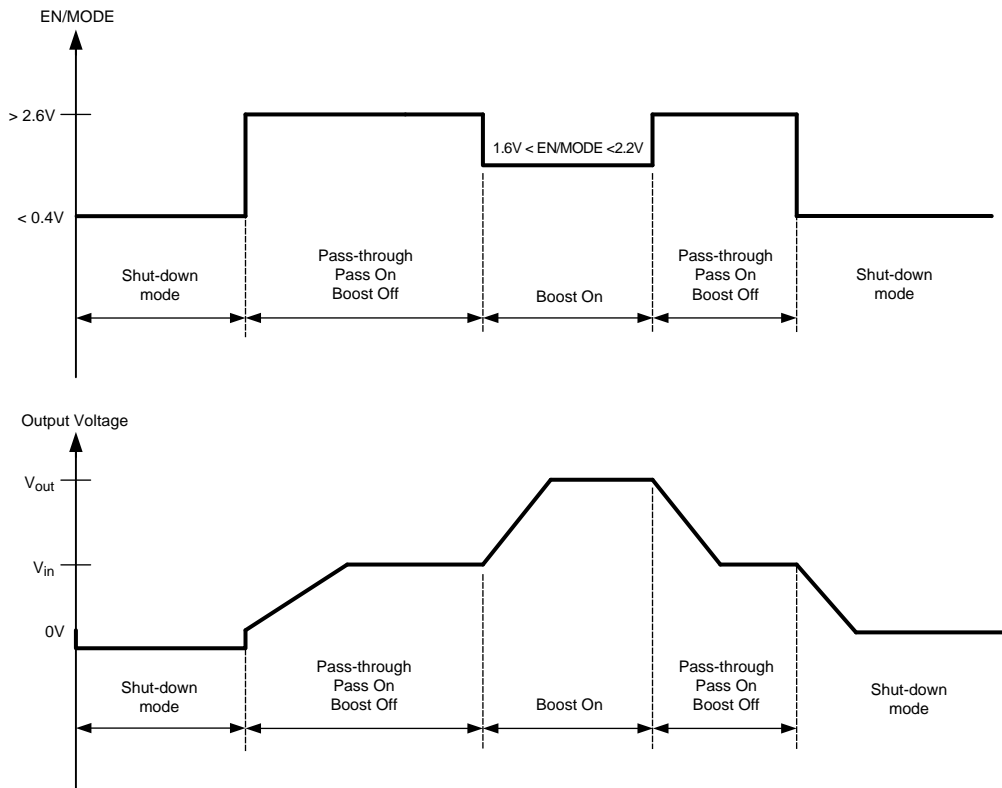 EN/MODE
> 2.6V
1.6V < EN/MODE <2.2V
< 0.4V
Shut-down
mode
Pass-through
Pass On
Boost Off
Boost On
Pass-through
Pass On
Boost Off
Shut-down
mode
Output Voltage
Vout
Vin
0V
Shut-down
mode
Pass-through
Pass On
Boost Off
Boost On
Pass-through
Pass On
Boost Off
Shut-down
mode